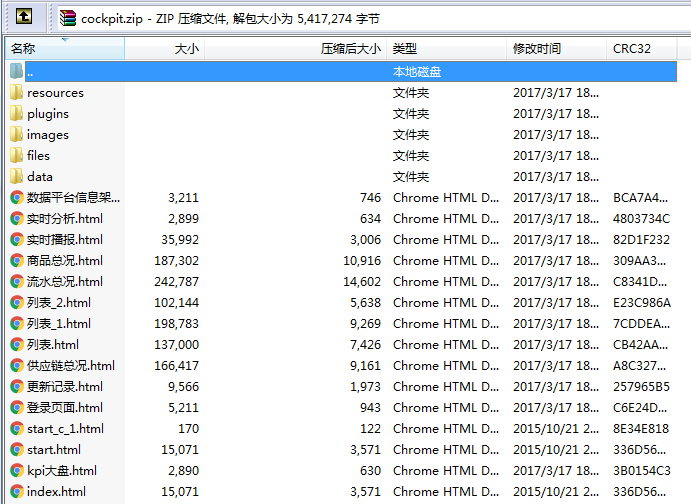 cockpit.zip - ZIP 压缩文件, 解包大小为 5,417,274 字节
名称 大小 压缩后大小 类型 修改时间 CRC32
.. 本地磁盘
resources 文件夹 2017/3/17 18...
plugins 文件夹 2017/3/17 18...
images 文件夹 2017/3/17 18...
files 文件夹 2017/3/17 18...
data 文件夹 2017/3/17 18...
数据平台信息架... 3,211 746 Chrome HTML D... 2017/3/17 18... BCA7A4...
实时分析.html 2,899 634 Chrome HTML D... 2017/3/17 18... 4803734C
实时播报.html 35,992 3,006 Chrome HTML D... 2017/3/17 18... 82D1F232
商品总况.html 187,302 10,916 Chrome HTML D... 2017/3/17 18... 309AA3...
流水总况.html 242,787 14,602 Chrome HTML D... 2017/3/17 18... C8341D...
列表_2.html 102,144 5,638 Chrome HTML D... 2017/3/17 18... E23C986A
列表_1.html 198,783 9,269 Chrome HTML D... 2017/3/17 18... 7CDDEA...
列表.html 137,000 7,426 Chrome HTML D... 2017/3/17 18... CB42AA...
供应链总况.html 166,417 9,161 Chrome HTML D... 2017/3/17 18... A8C327...
更新记录.html 9,566 1,973 Chrome HTML D... 2017/3/17 18... 257965B5
登录页面.html 5,211 943 Chrome HTML D... 2017/3/17 18... C6E24D...
start_c_1.html 170 122 Chrome HTML D... 2015/10/21 2... 8E34E818
start.html 15,071 3,571 Chrome HTML D... 2015/10/21 2... 336D56...
kpi大盘.html 2,890 630 Chrome HTML D... 2017/3/17 18... 3B0154C3
index.html 15,071 3,571 Chrome HTML D... 2015/10/21 2... 336D56...